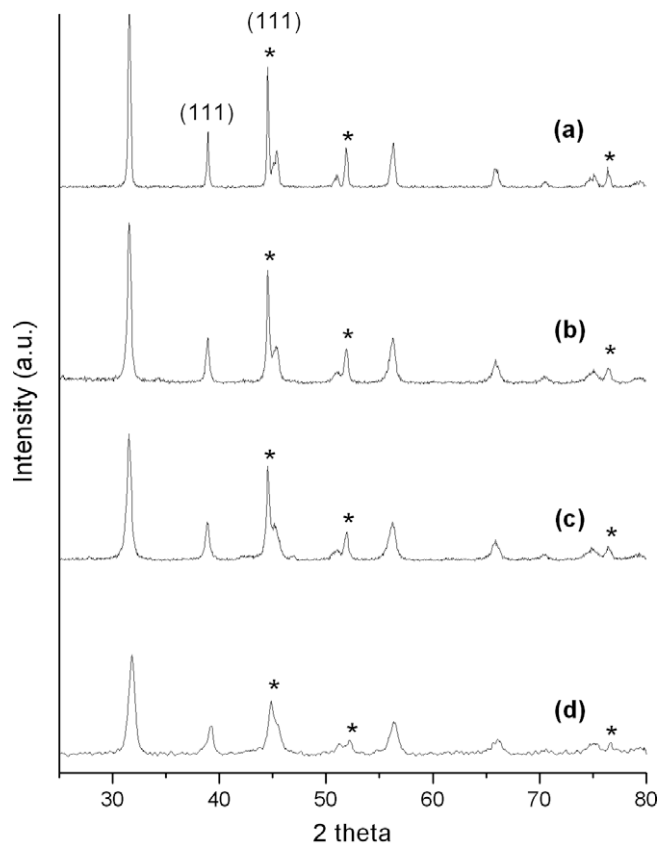 (111)
*
(111)
*
(a)
*
*
*
(b)
*
*
*
(c)
*
*
*
(d)
*
Intensity (a.u.)
30 40 50 60 70 80
2 theta